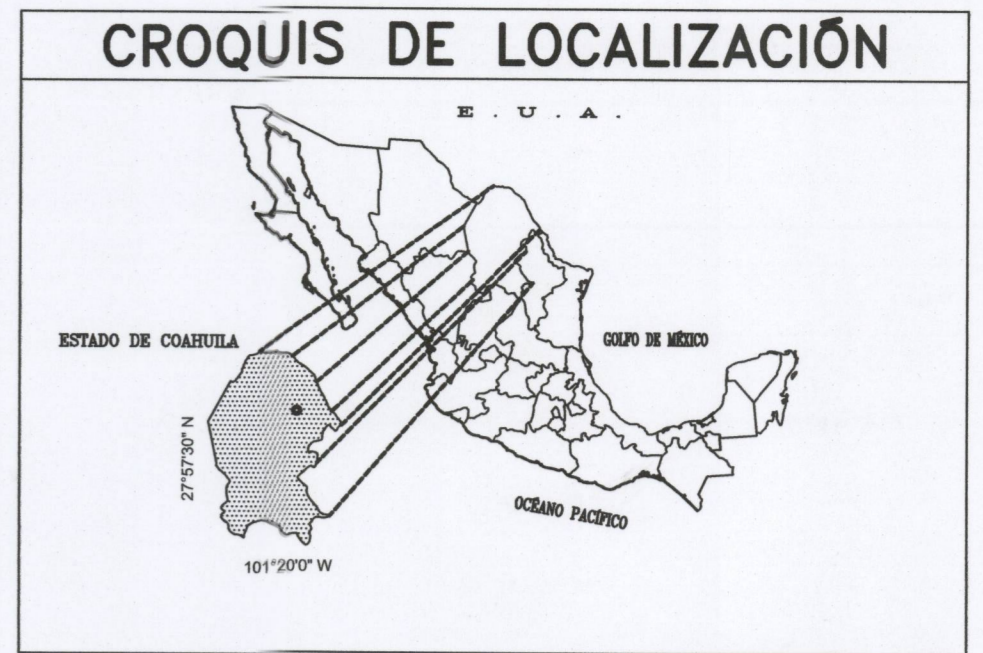 CROQUIS DE LOCALIZACIÓN
E . U . A .
ESTADO DE COAHUILA
GOLFO DE MÉXICO
27°57'30" N
OCÉANO PACÍFICO
101°20'0" W